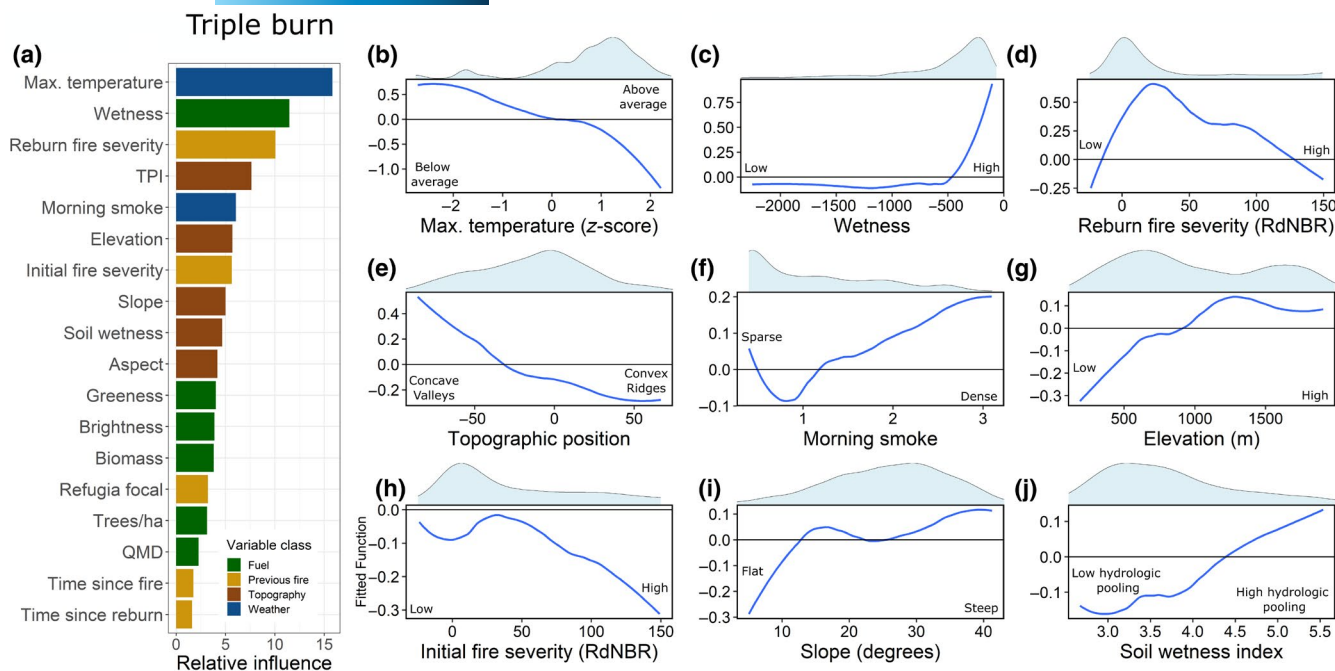 Triple burn
(a)
Max. temperature
Wetness
Reburn fire severity
TPI
Morning smoke
Elevation
Initial fire severity
Slope
Soil wetness
Aspect
Greeness
Brightness
Biomass
Refugia focal
Trees/ha
QMD
Time since fire
Time since reburn
Variable class
Fuel
Previous fire
Topography
Weather
0 5 10 15
Relative influence
(b)
0.5
0.0
−0.5
−1.0
Above
average
Below
average
−2 −1 0 1 2
Max. temperature (z-score)
(c)
0.75
0.50
0.25
0.00
Low
High
−2000 −1500 −1000 −500 0
Wetness
(d)
0.50
0.25
0.00
−0.25
Low
High
0 50 100 150
Reburn fire severity (RdNBR)
(e)
0.4
0.2
0.0
−0.2
Concave
Valleys
Convex
Ridges
−50 0 50
Topographic position
(f)
0.2
0.1
0.0
−0.1
Sparse
Dense
1 2 3
Morning smoke
(g)
0.1
0.0
−0.1
−0.2
−0.3
Low
High
500 1000 1500
Elevation (m)
(h)
Fitted Function
0.0
−0.1
−0.2
−0.3
Low
High
0 50 100 150
Initial fire severity (RdNBR)
(i)
0.1
0.0
−0.1
−0.2
−0.3
Flat
Steep
10 20 30 40
Slope (degrees)
(j)
0.1
0.0
−0.1
Low hydrologic
pooling
High hydrologic
pooling
3.0 3.5 4.0 4.5 5.0 5.5
Soil wetness index